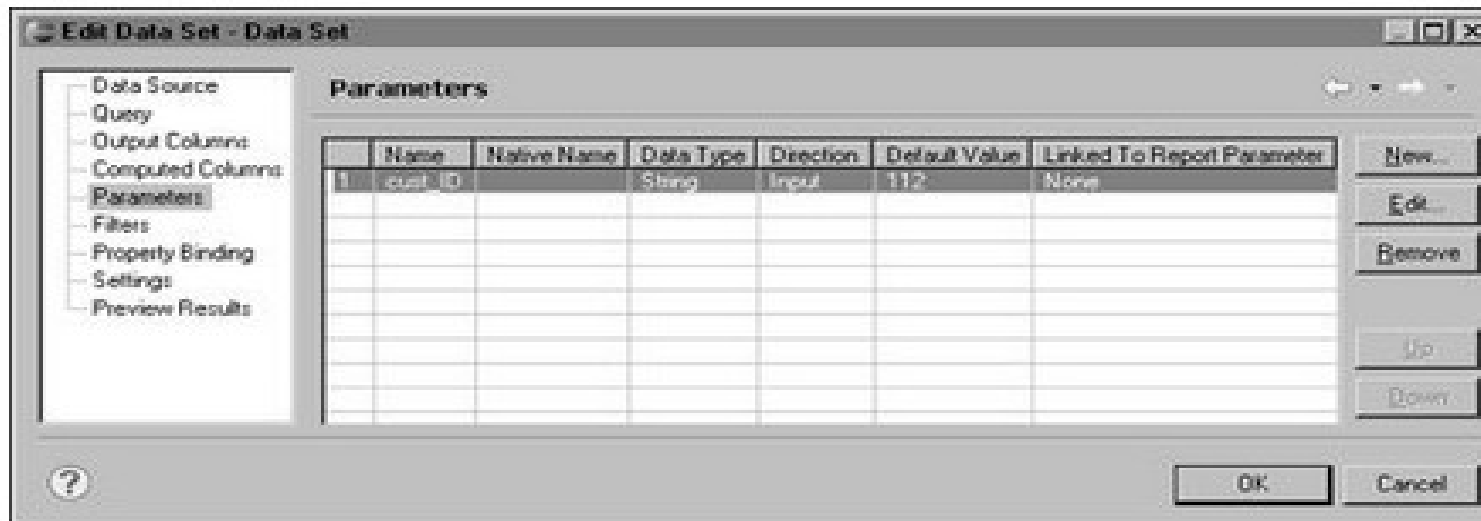 Edit Data Set - Data Set
Data Source
Query
Output Columns
Computed Columns
Parameters
Filters
Property Binding
Settings
Preview Results
Parameters
Name Native Name Data Type Direction Default Value Linked To Report Parameter
1 cust_ID String Input 112 None
New...
Edit...
Remove
Up
Down
?
OK
Cancel